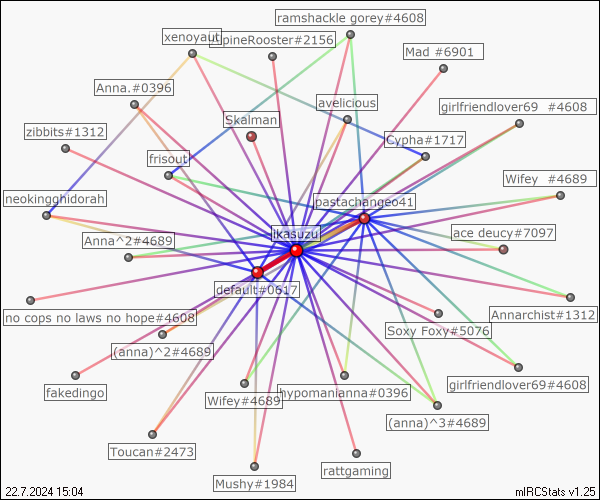 ramshackle gorey#4608
xenoyaut
pineRooster#2156
Mad #6901
Anna.#0396
avelicious
girlfriendlover69 #4608
Skalman
zibbits#1312
Cypha#1717
frisout
Wifey #4689
neokingghidorah
pastachangeo41
ikasuzu
ace deucy#7097
Anna^2#4689
default#0617
no cops no laws no hope#4608
Annarchist#1312
Soxy Foxy#5076
(anna)^2#4689
fakedingo
girlfriendlover69#4608
Wifey#4689
hypomanianna#0396
(anna)^3#4689
Toucan#2473
rattgaming
Mushy#1984
22.7.2024 15:04
mIRCStats v1.25